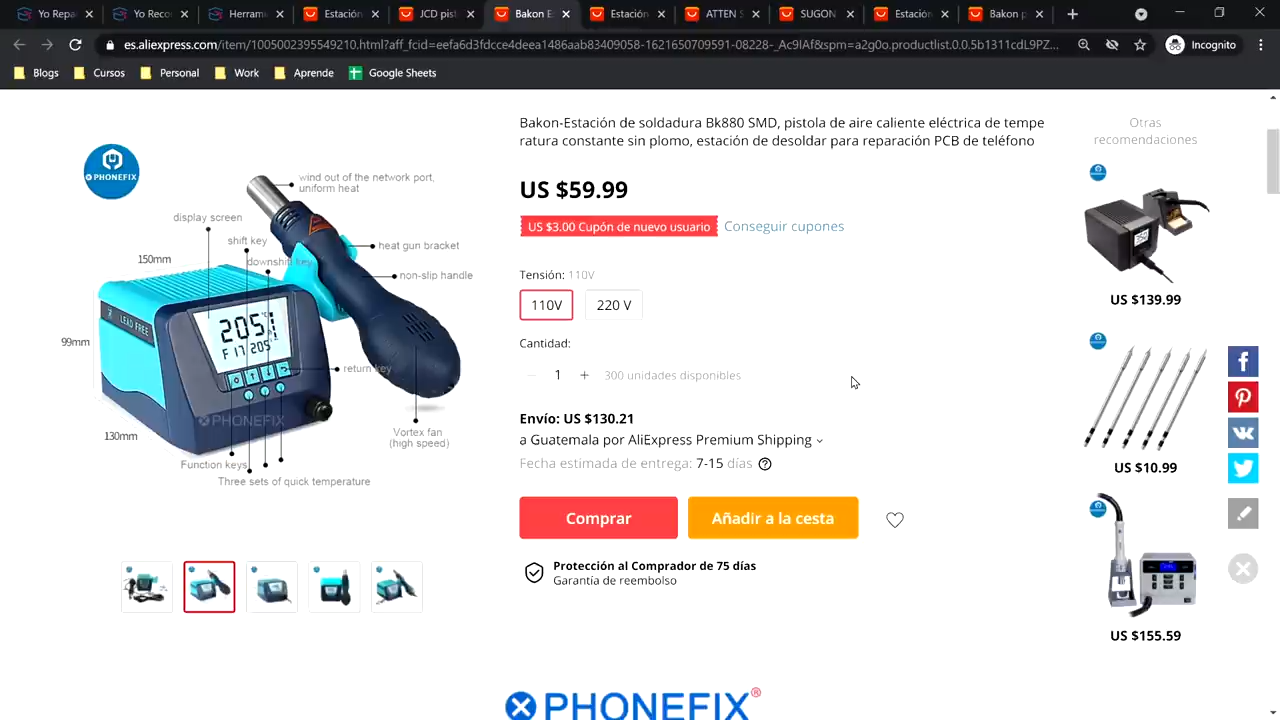 Yo Repa
Yo Reco
Herram
Estación
JCD pist
Bakon E
Estación
ATTEN S
SUGON
Estación
Bakon p
es.aliexpress.com/item/1005002395549210.html?aff_fcid=eefa6d3fdcce4deea1486aab83409058-1621650709591-08228-_Ac9IAf&spm=a2g0o.productlist.0.0.5b1311cdL9PZ...
Incognito
Blogs
Cursos
Personal
Work
Aprende
Google Sheets
PHONEFIX
wind out of the network port,
uniform heat
display screen
shift key
heat gun bracket
downshift key
150mm
non-slip handle
LEAD FREE
205
F 17 205
99mm
return key
PHONEFIX
130mm
Vortex fan
(high speed)
Function keys
Three sets of quick temperature
Bakon-Estación de soldadura Bk880 SMD, pistola de aire caliente eléctrica de tempe
ratura constante sin plomo, estación de desoldar para reparación PCB de teléfono
US $59.99
US $3.00 Cupón de nuevo usuario
Conseguir cupones
Tensión: 110V
110V
220 V
Cantidad:
1
300 unidades disponibles
Envío: US $130.21
a Guatemala por AliExpress Premium Shipping
Fecha estimada de entrega: 7-15 días
Comprar
Añadir a la cesta
Protección al Comprador de 75 días
Garantía de reembolso
Otras
recomendaciones
US $139.99
US $10.99
US $155.59
PHONEFIX®